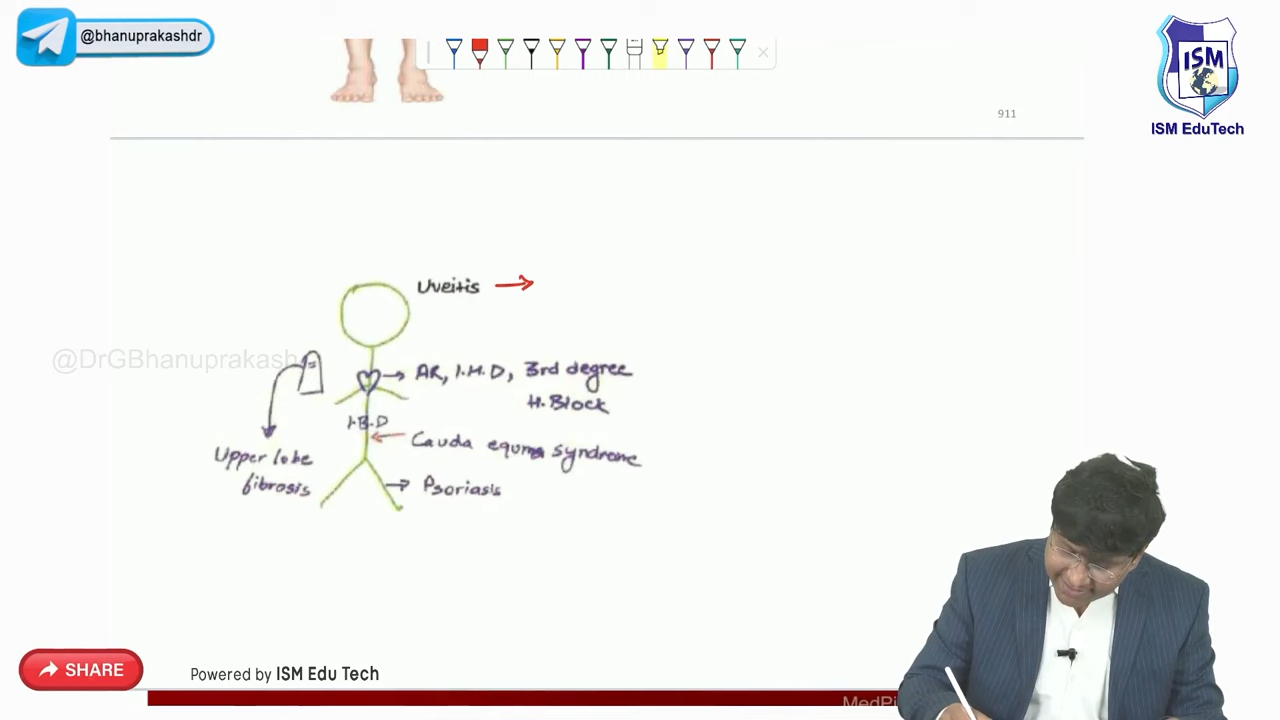 @bhanuprakashdr
ISM
ISM EduTech
911
Uveitis
@DrGBhanuprakash
AR, I.H.D, 3rd degree
H. Block
I.B.D
Cauda equina syndrome
Upper lobe
fibrosis
Psoriasis
SHARE
Powered by ISM Edu Tech
MedPi